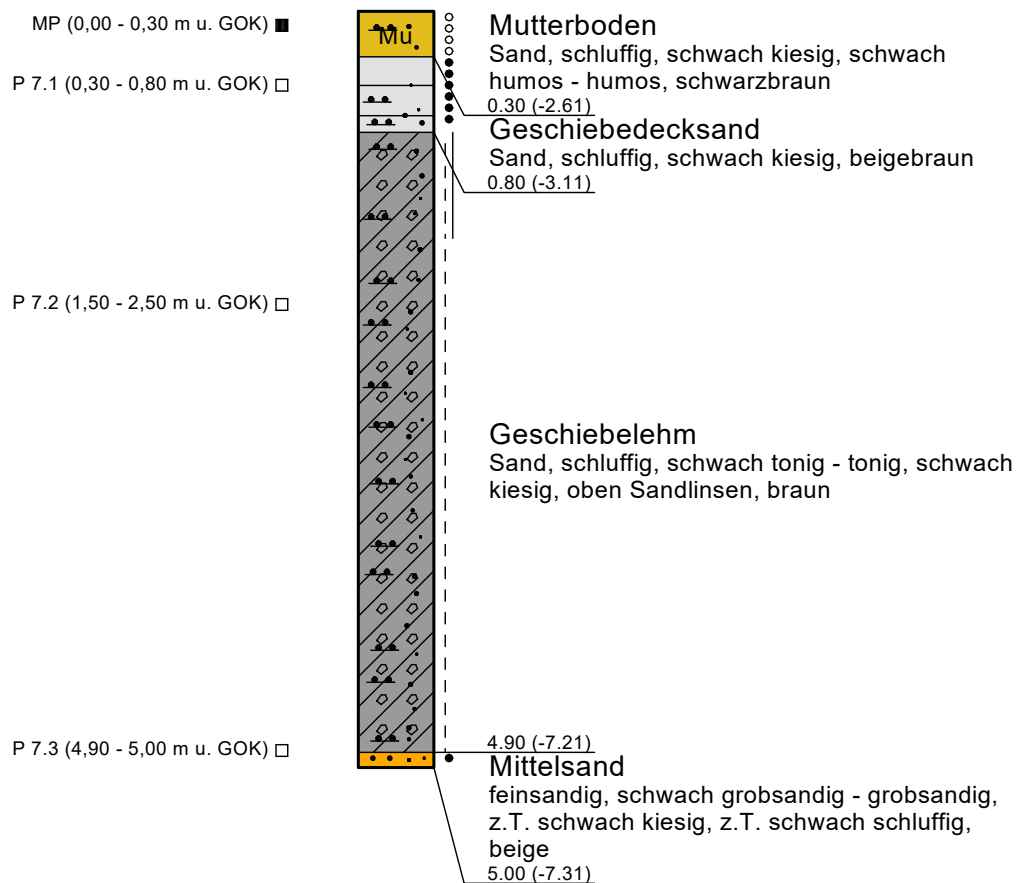 MP (0,00 - 0,30 m u. GOK)
Mu
Mutterboden
Sand, schluffig, schwach kiesig, schwach
humos - humos, schwarzbraun
0.30 (-2.61)
P 7.1 (0,30 - 0,80 m u. GOK)
Geschiebedecksand
Sand, schluffig, schwach kiesig, beigebraun
0.80 (-3.11)
P 7.2 (1,50 - 2,50 m u. GOK)
Geschiebelehm
Sand, schluffig, schwach tonig - tonig, schwach
kiesig, oben Sandlinsen, braun
4.90 (-7.21)
P 7.3 (4,90 - 5,00 m u. GOK)
Mittelsand
feinsandig, schwach grobsandig - grobsandig,
z.T. schwach kiesig, z.T. schwach schluffig,
beige
5.00 (-7.31)